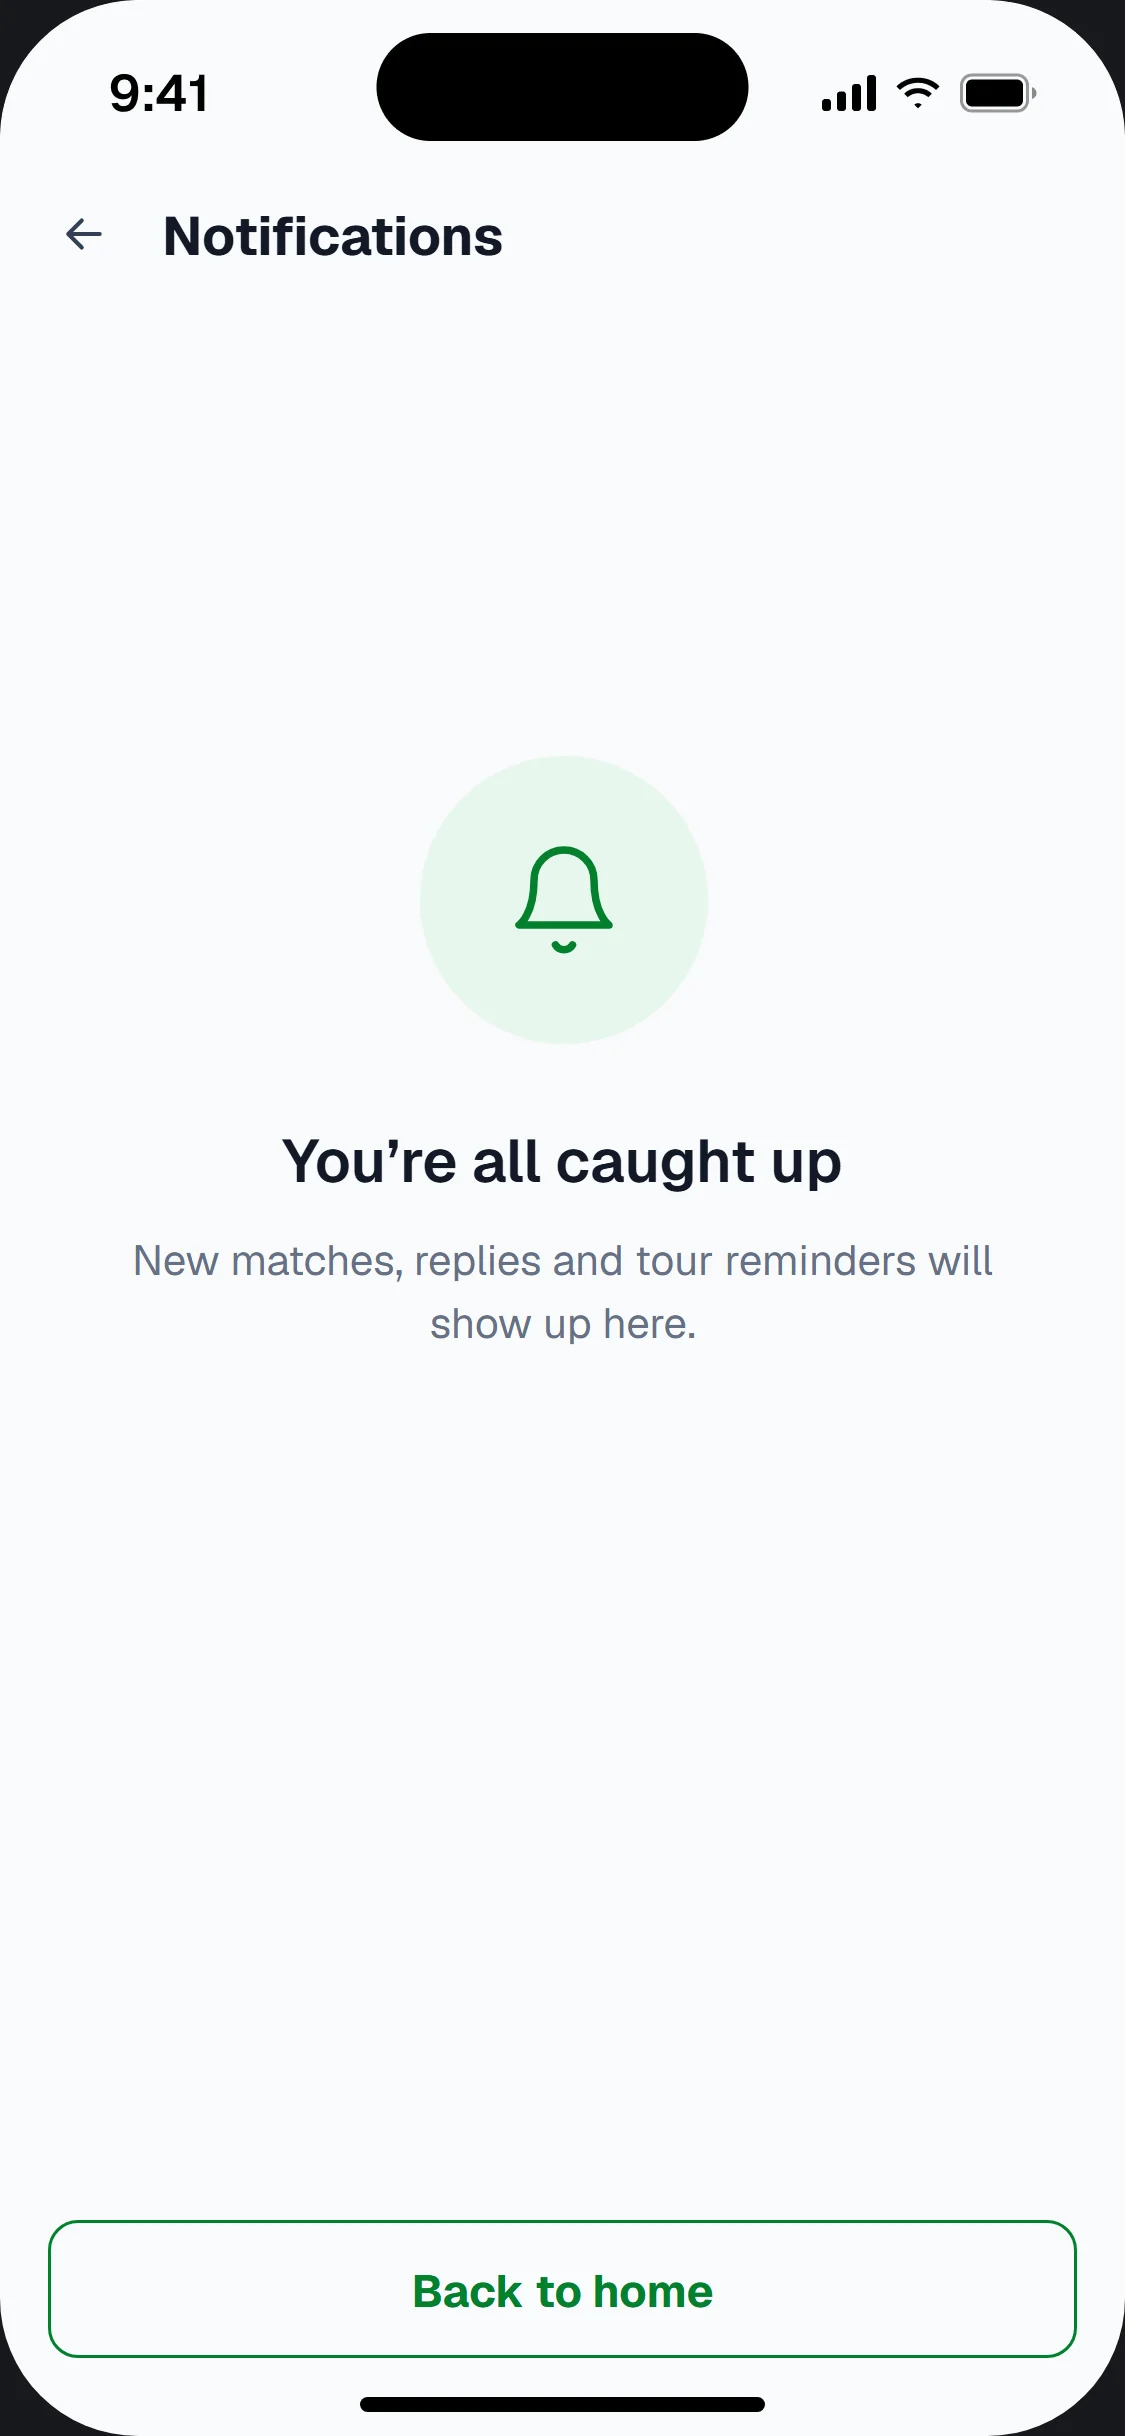 9:41
Notifications
You’re all caught up
New matches, replies and tour reminders will
show up here.
Back to home